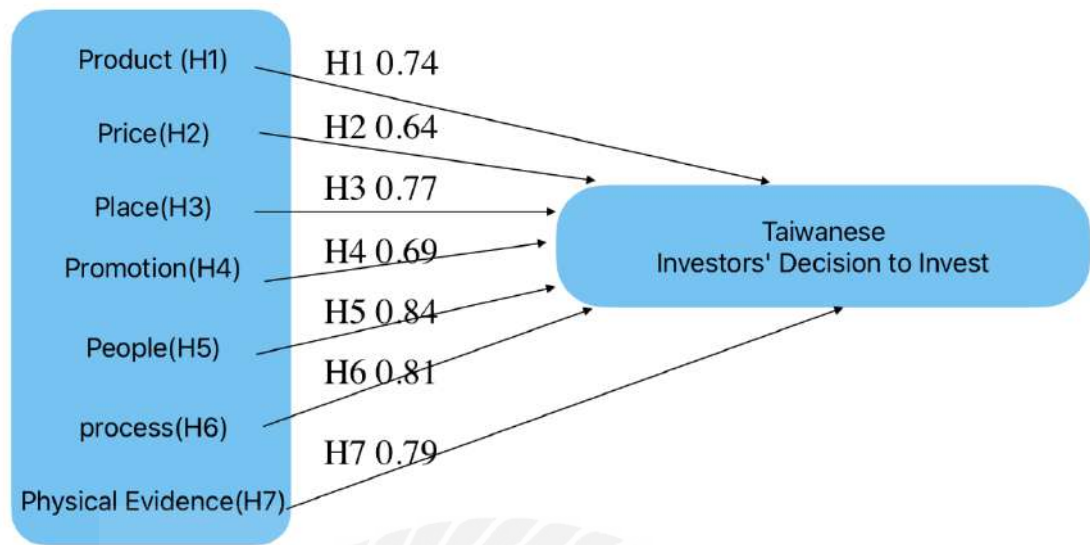 Product (H1)
Price(H2)
Place(H3)
Promotion(H4)
People(H5)
process(H6)
Physical Evidence(H7)
H1 0.74
H2 0.64
H3 0.77
H4 0.69
H5 0.84
H6 0.81
H7 0.79
Taiwanese
Investors' Decision to Invest